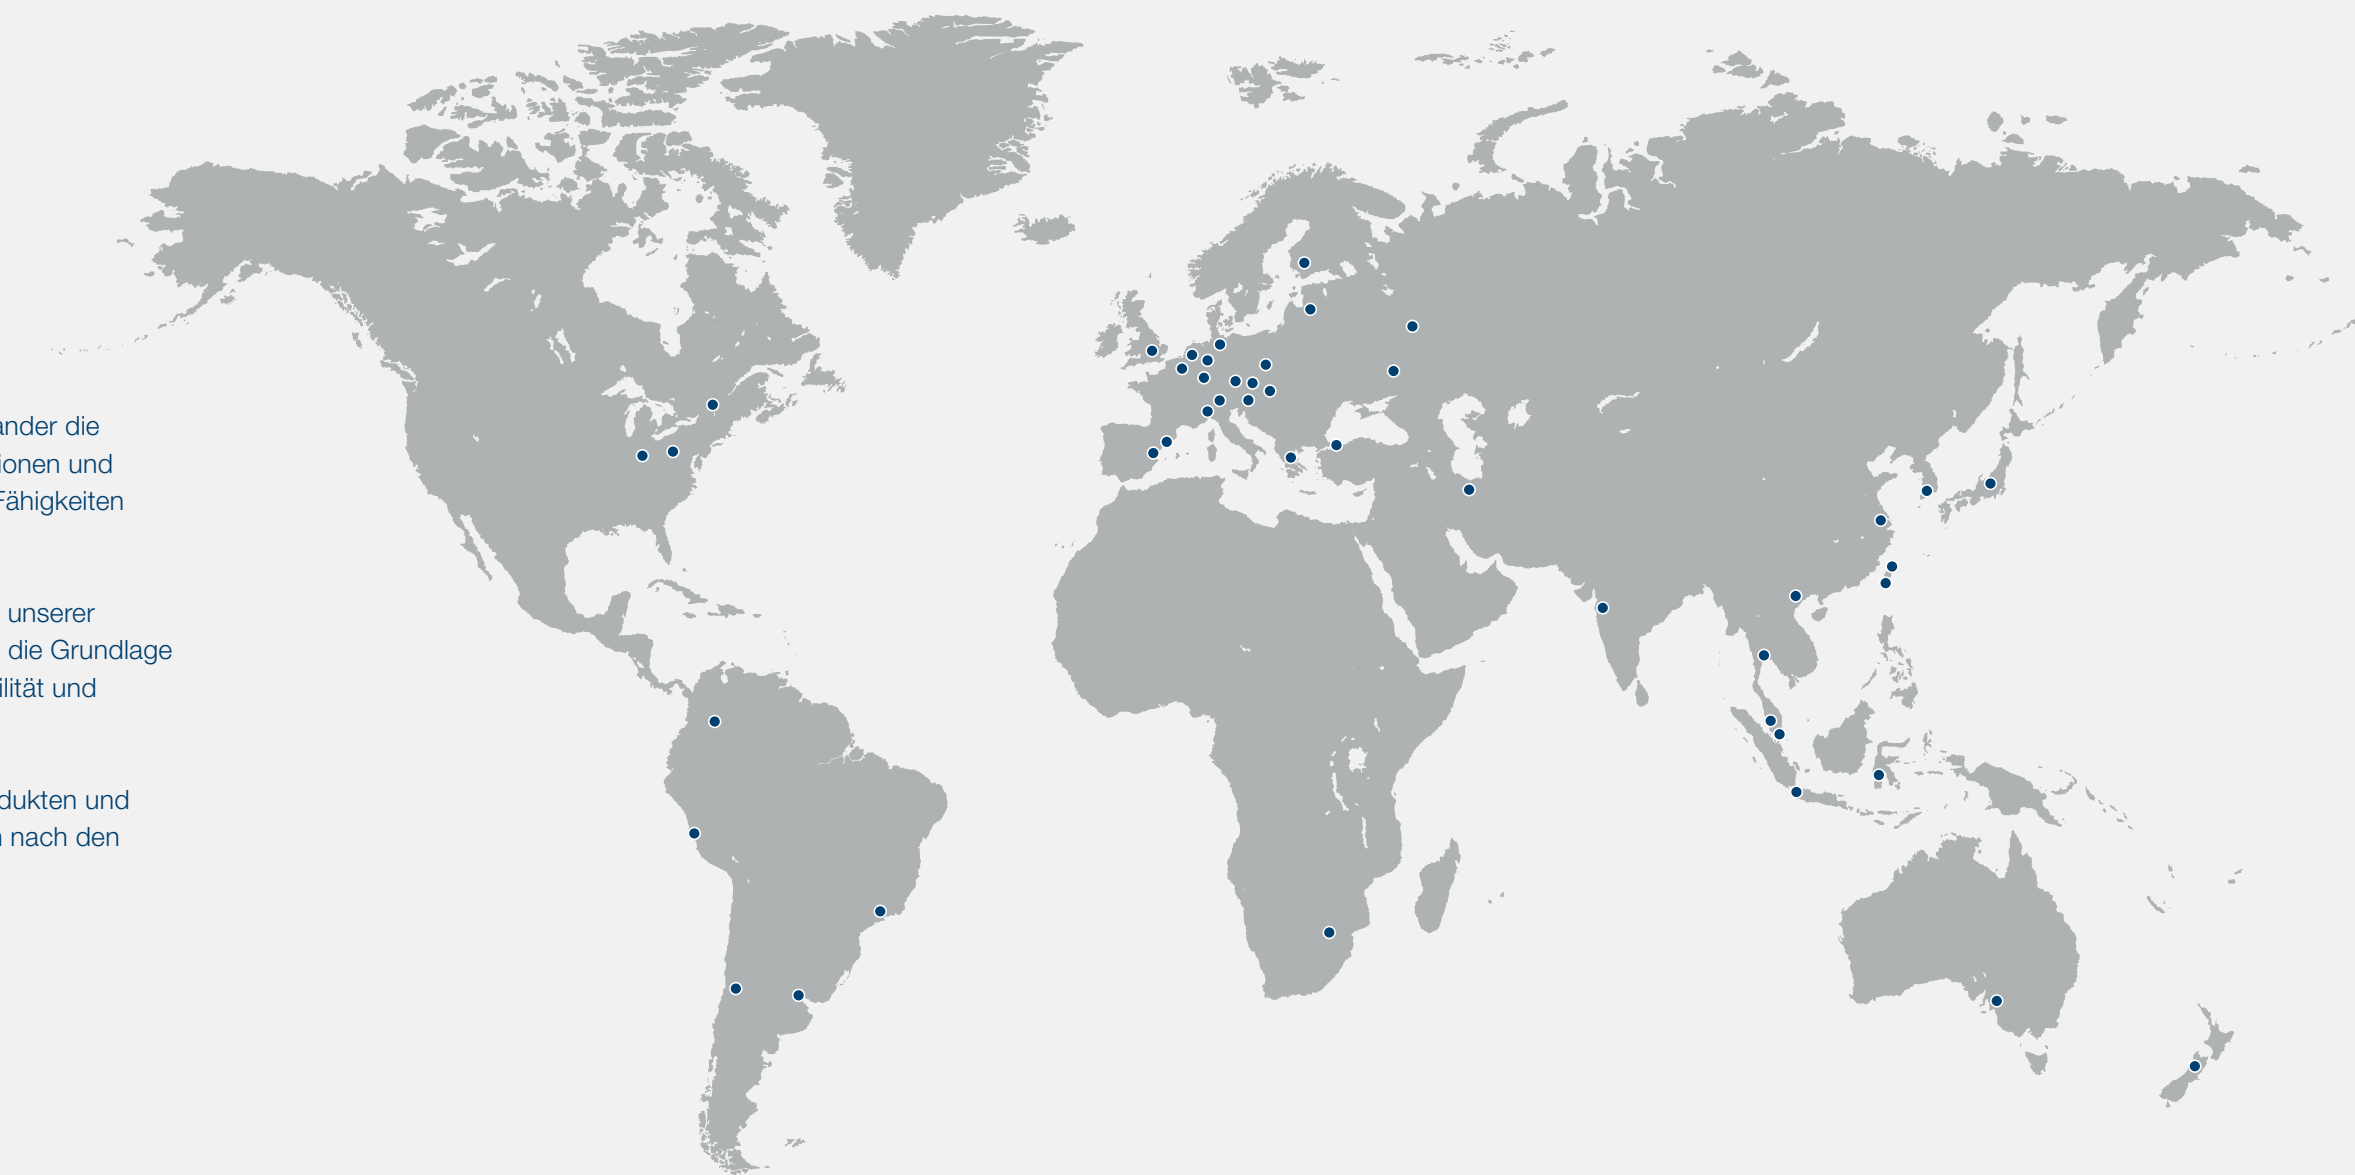 ander die
ionen und
Fähigkeiten
unserer
die Grundlage
ilität und
dukten und
nach den